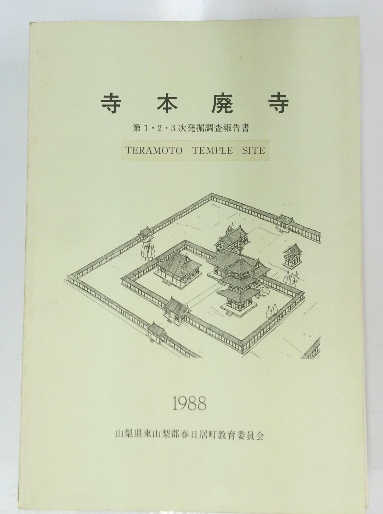 寺本廃寺
第1・2・3次発掘調査報告書
TERAMOTO TEMPLE SITE
1988
山梨県東山梨郡春日居町教育委員会